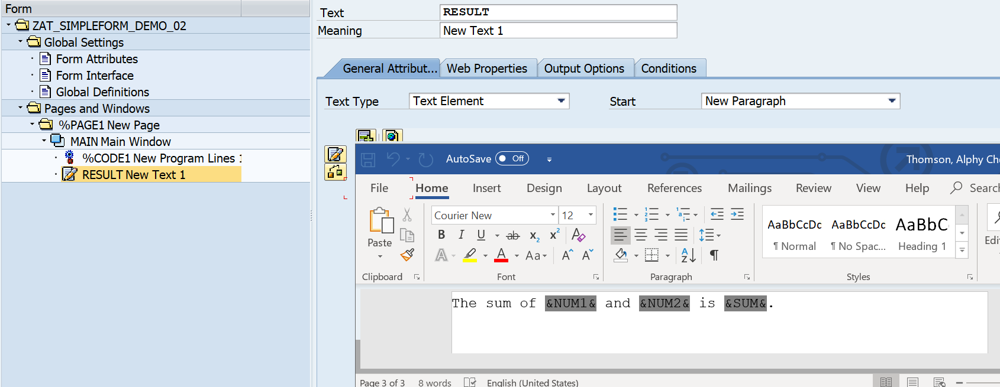 Form
ZAT_SIMPLEFORM_DEMO_02
Global Settings
Form Attributes
Form Interface
Global Definitions
Pages and Windows
%PAGE1 New Page
MAIN Main Window
%CODE1 New Program Lines 1
RESULT New Text 1
Text RESULT
Meaning New Text 1
General Attribut... Web Properties Output Options Conditions
Text Type Text Element Start New Paragraph
AutoSave Off Thomson, Alphy Ch
File Home Insert Design Layout References Mailings Review View Help Search
Courier New 12
Paste
Clipboard Font Paragraph Styles
AaBbCcDc AaBbCcDc AaBbC
¶ Normal ¶ No Spac... Heading 1
Edi
The sum of &NUM1& and &NUM2& is &SUM&.
Page 3 of 3 8 words English (United States)